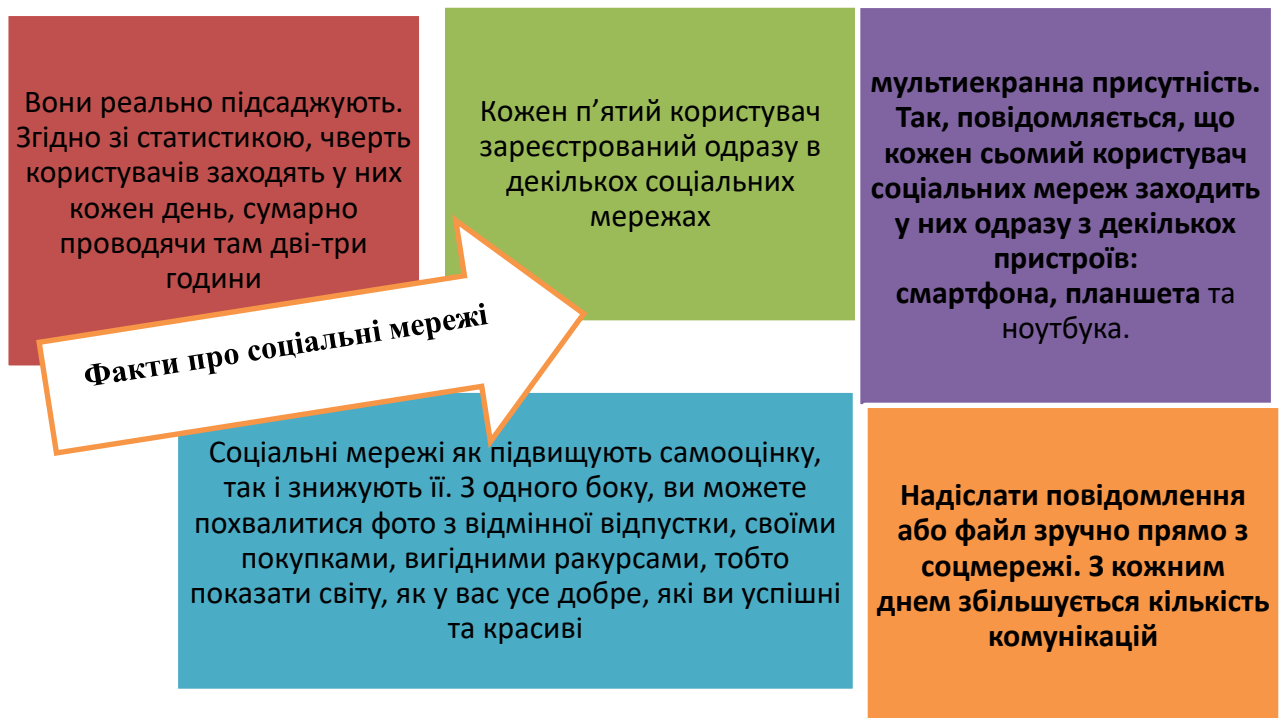 Вони реально підсаджують.
Згідно зі статистикою, чверть
користувачів заходять у них
кожен день, сумарно
проводячи там дві-три
години
Кожен п’ятий користувач
зареєстрований одразу в
декількох соціальних
мережах
мультиекранна присутність.
Так, повідомляється, що
кожен сьомий користувач
соціальних мереж заходить
у них одразу з декількох
пристроїв:
смартфона, планшета та
ноутбука.
Факти про соціальні мережі
Соціальні мережі як підвищують самооцінку,
так і знижують її. З одного боку, ви можете
похвалитися фото з відмінної відпустки, своїми
покупками, вигідними ракурсами, тобто
показати світу, як у вас усе добре, які ви успішні
та красиві
Надіслати повідомлення
або файл зручно прямо з
соцмережі. З кожним
днем збільшується кількість
комунікацій